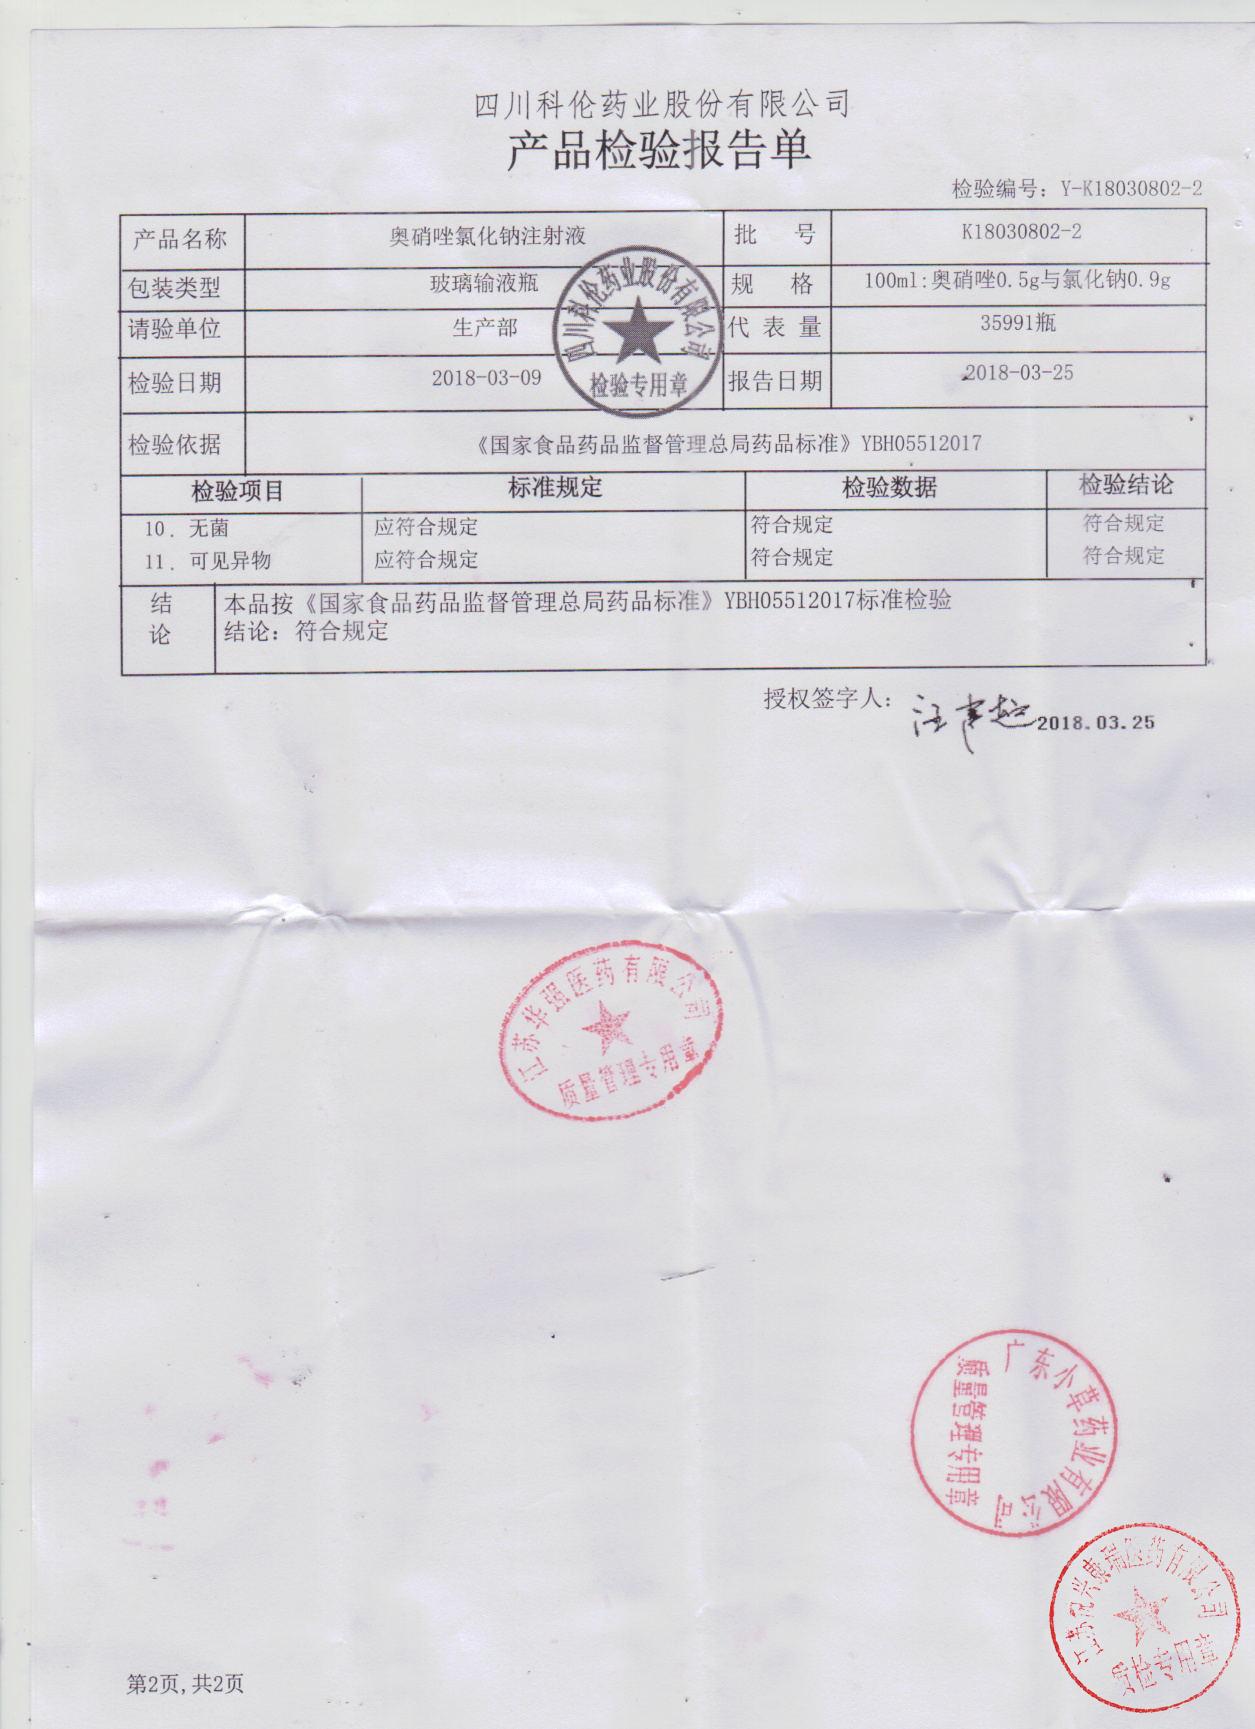 四川科伦药业股份有限公司
产品检验报告单
检验编号：Y-K18030802-2
产品名称 奥硝唑氯化钠注射液 批号 K18030802-2
包装类型 玻璃输液瓶 规格 100ml:奥硝唑0.5g与氯化钠0.9g
请验单位 生产部 代表量 35991瓶
检验日期 2018-03-09 报告日期 2018-03-25
四川科伦药业股份有限公司
检验专用章
检验依据 《国家食品药品监督管理总局药品标准》YBH05512017
检验项目 标准规定 检验数据 检验结论
10. 无菌 应符合规定 符合规定 符合规定
11. 可见异物 应符合规定 符合规定 符合规定
结论 本品按《国家食品药品监督管理总局药品标准》YBH05512017标准检验
结论：符合规定
授权签字人： 2018.03.25
江苏华强医药有限公司
质量管理专用章
广东小草药业有限公司
质量管理专用章
康瑞医药有限公司
质检专用章
第2页,共2页